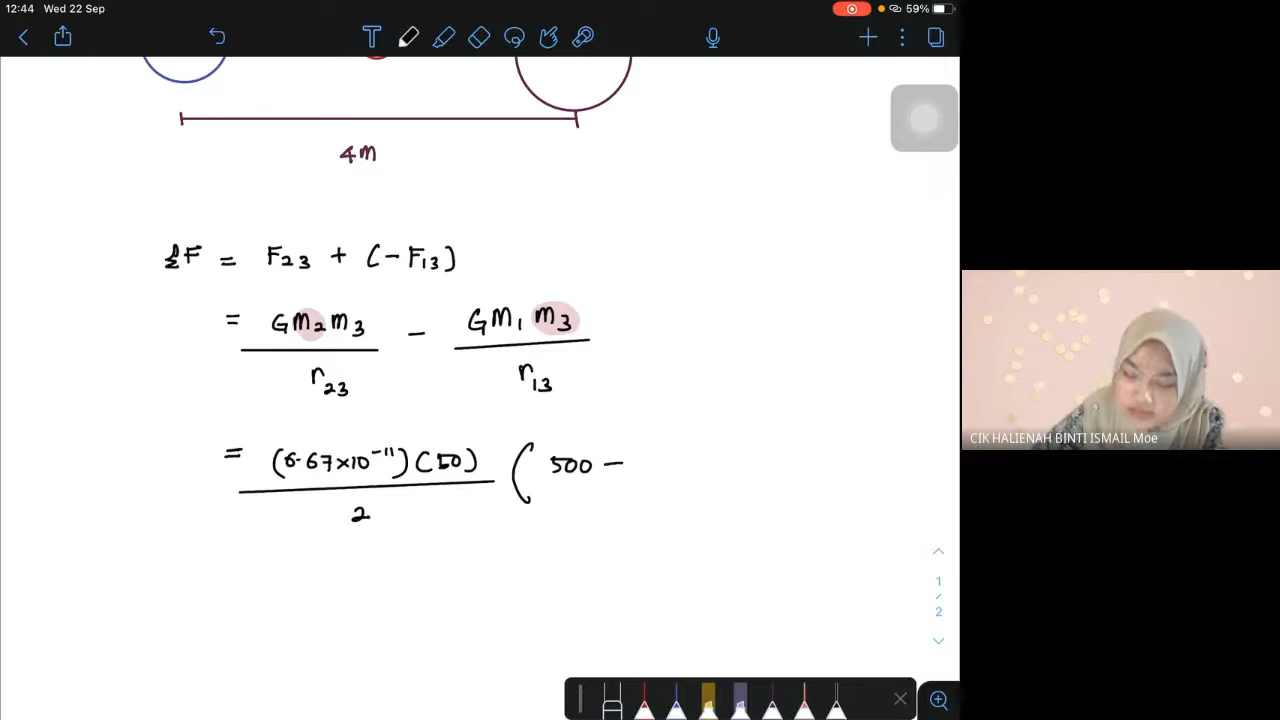 12:44 Wed 22 Sep
59%
T
4m
ΣF = F23 + (-F13)
= Gm2m3 - Gm1m3
r23 r13
= (6.67×10⁻¹¹)(50) (500 -
2
1
/
2
CIK HALIENAH BINTI ISMAIL Moe